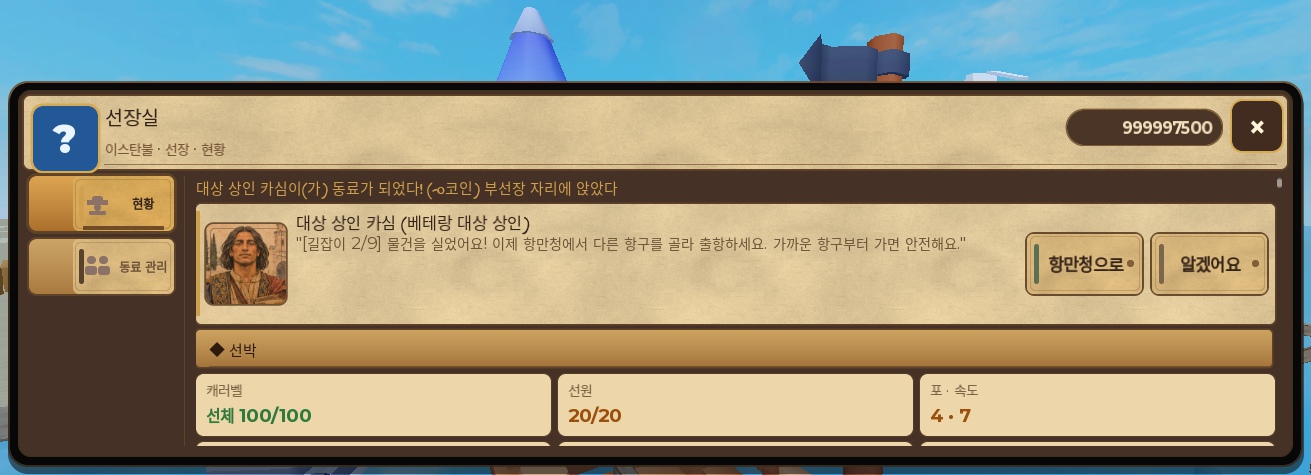 ?
선장실
이스탄불 · 선장 · 현황
999997500
×
현황
동료 관리
대상 상인 카심이(가) 동료가 되었다! (-0코인) 부선장 자리에 앉았다
대상 상인 카심 (베테랑 대상 상인)
"[길잡이 2/9] 물건을 실었어요! 이제 항만청에서 다른 항구를 골라 출항하세요. 가까운 항구부터 가면 안전해요."
항만청으로
알겠어요
◆ 선박
캐러벨
선체 100/100
선원
20/20
포 · 속도
4 · 7